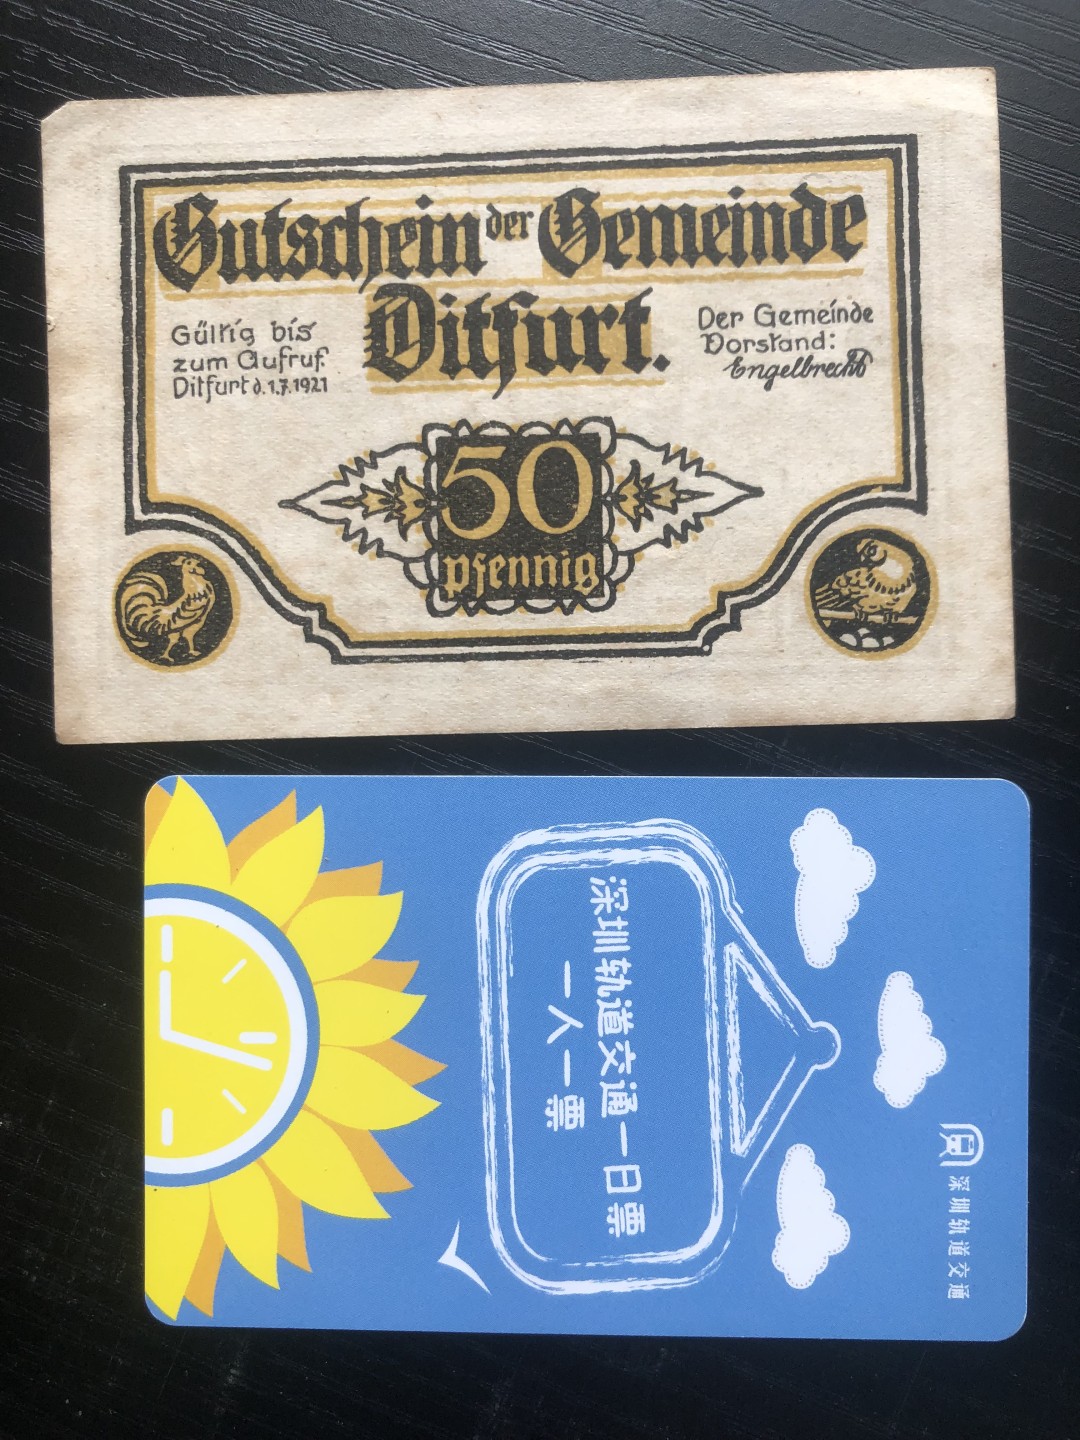 Gutschein der Gemeinde
Ditfurt.
Gültig bis
zum Aufruf.
Ditfurt d. 1.7.1921
Der Gemeinde
Vorstand:
Engelbrecht
50
pfennig
深圳轨道交通一日票
一人一票
深圳轨道交通